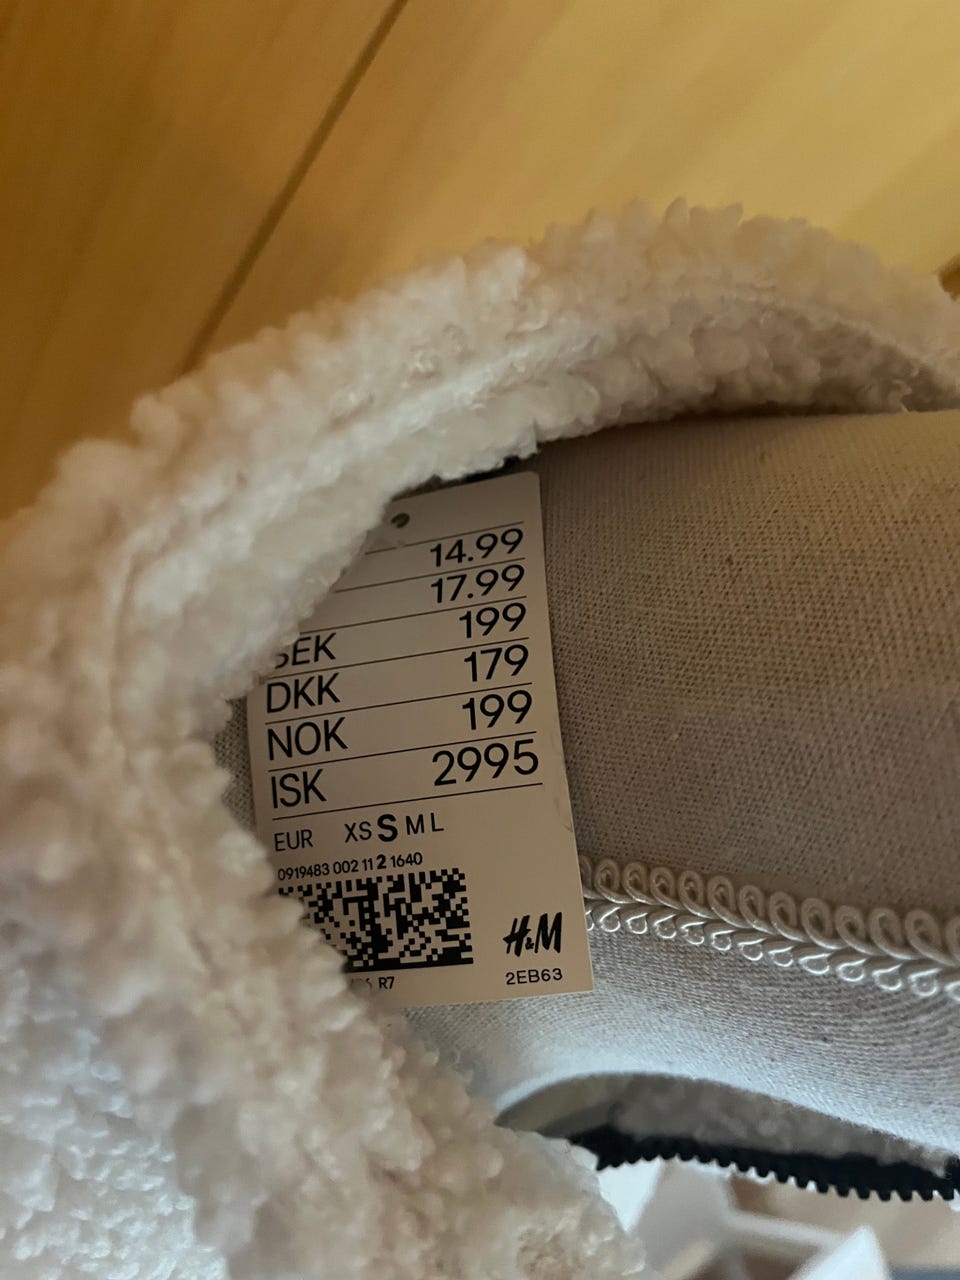 14.99
17.99
SEK 199
DKK 179
NOK 199
ISK 2995
EUR XS S M L
0919483 002 11 2 1640
H&M
R7 2EB63